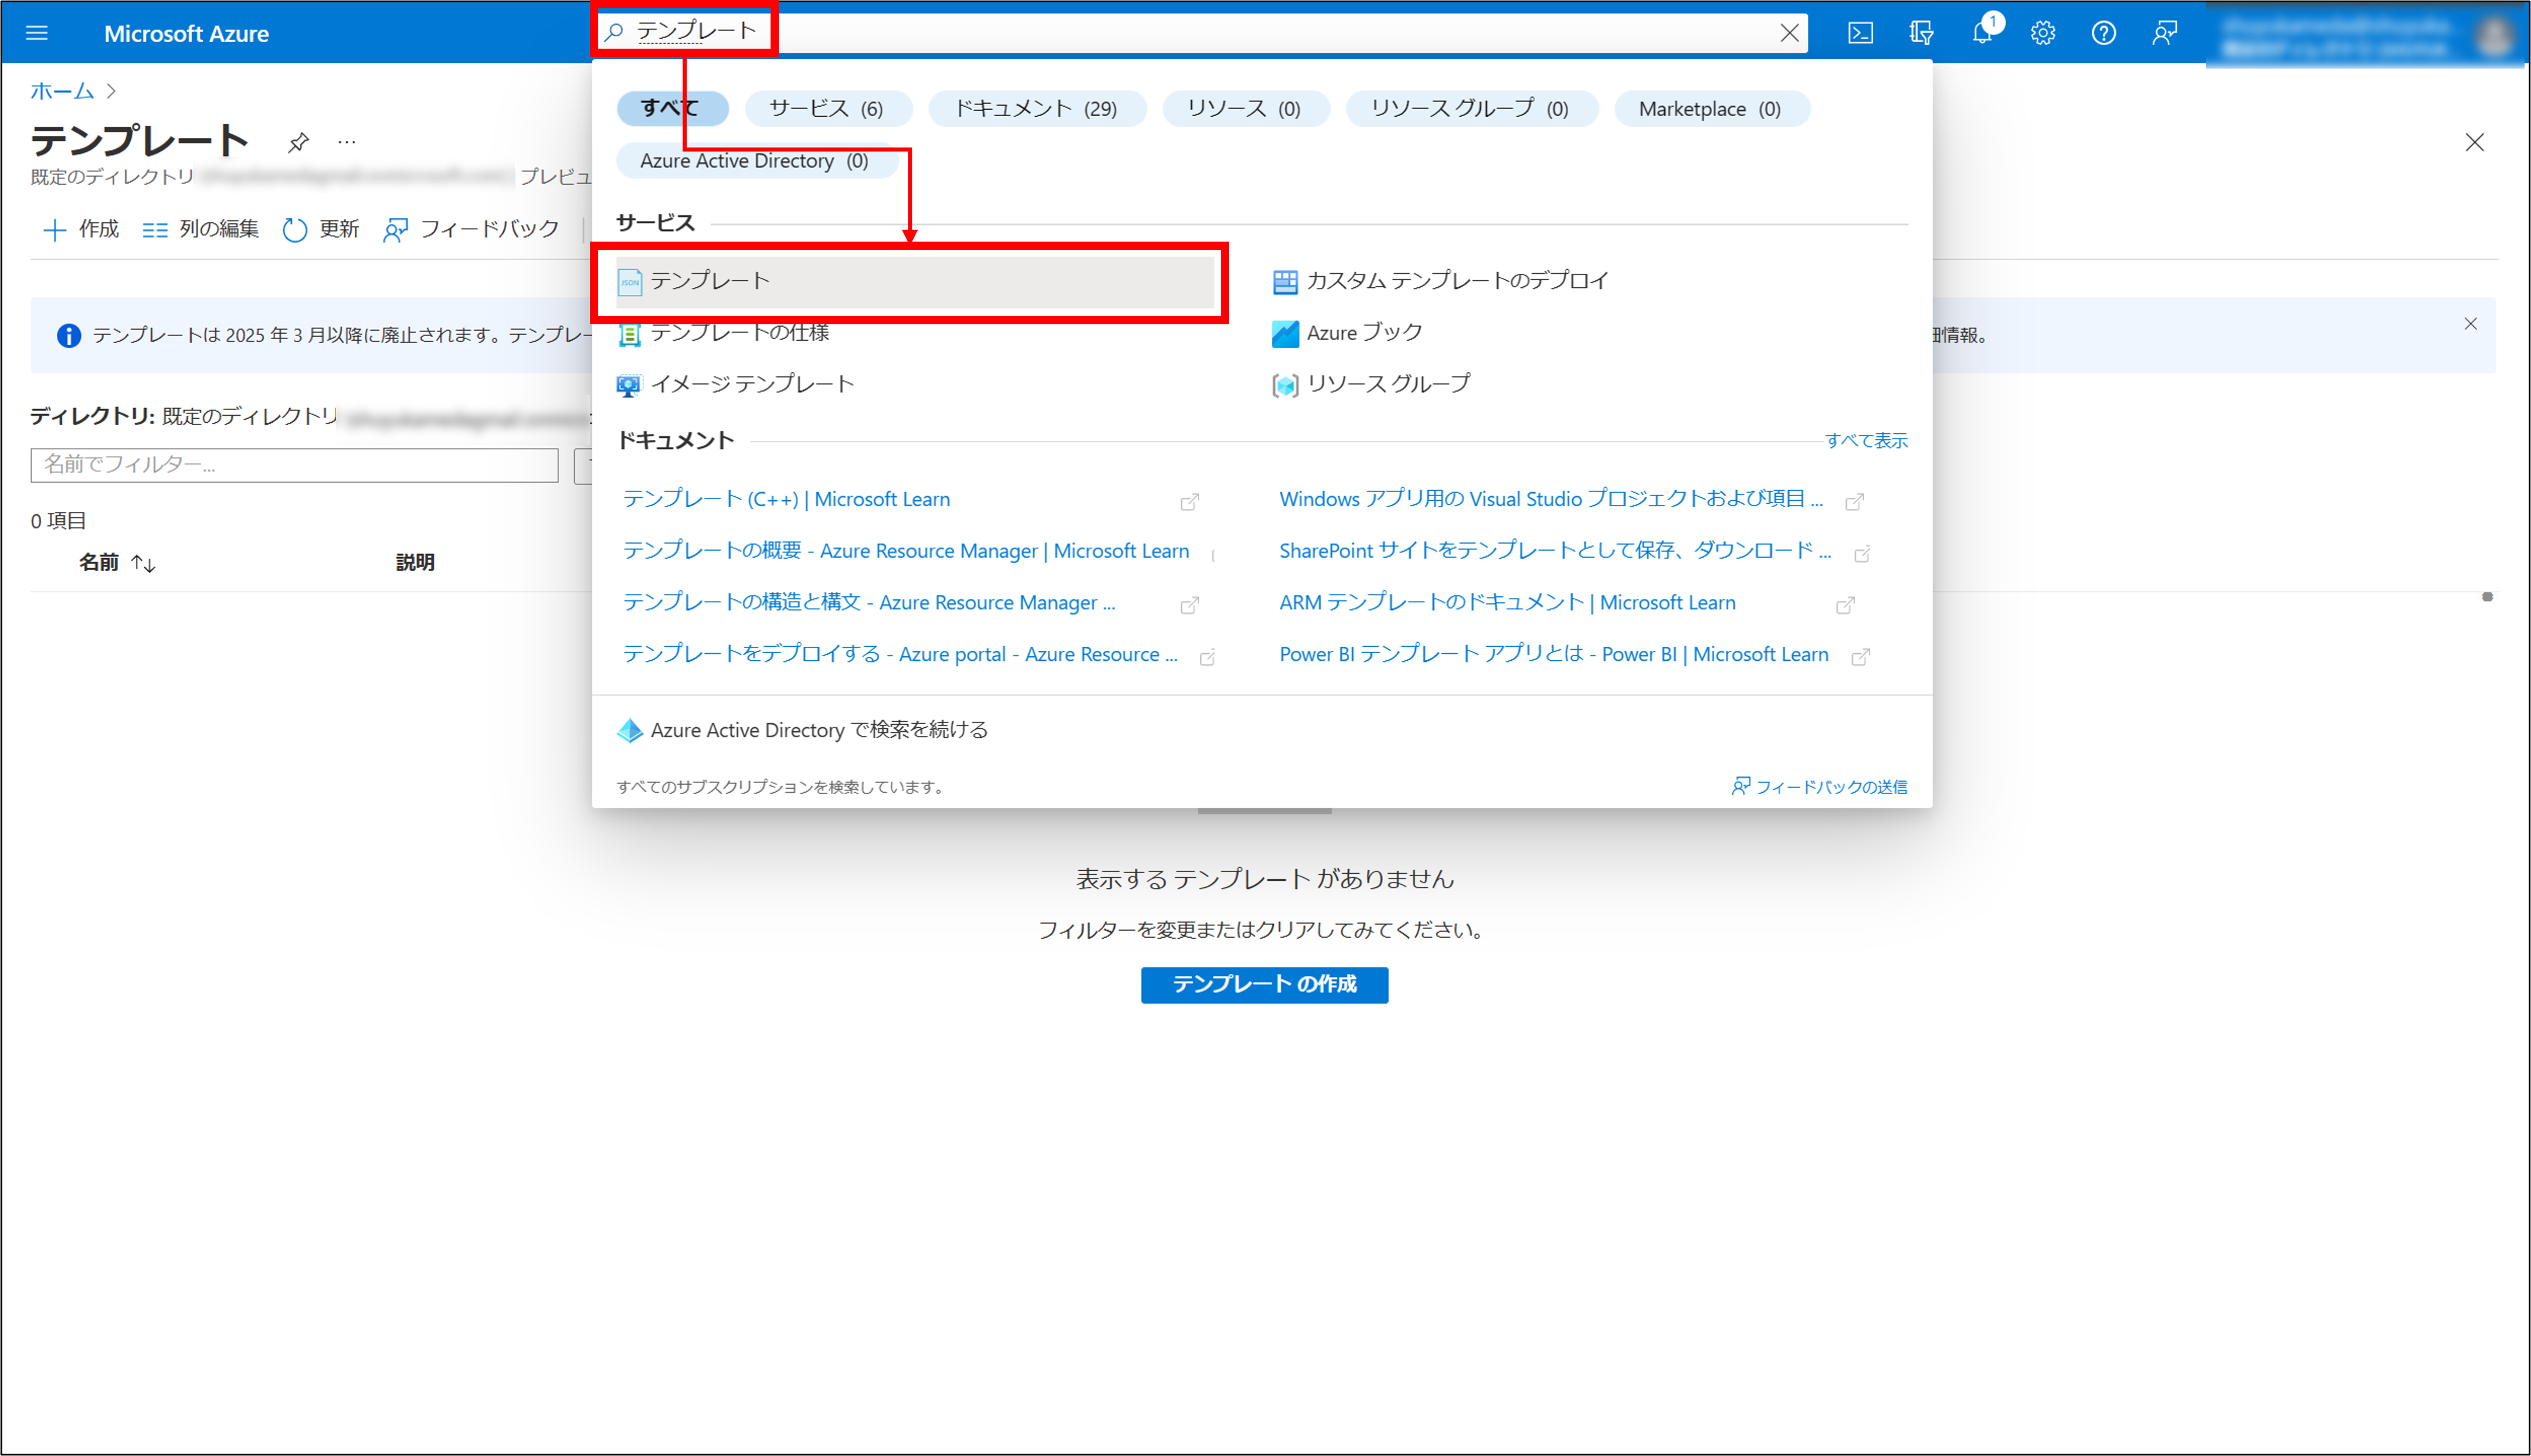 Microsoft Azure
テンプレート
1
ホーム
テンプレート
既定のディレクトリ
プレビュ
作成 列の編集 更新 フィードバック
テンプレートは 2025 年 3 月以降に廃止されます。テンプレー
細情報。
ディレクトリ: 既定のディレクトリ
名前でフィルター...
0 項目
名前 ↑↓ 説明
すべて サービス (6) ドキュメント (29) リソース (0) リソース グループ (0) Marketplace (0)
Azure Active Directory (0)
サービス
JSON テンプレート カスタム テンプレートのデプロイ
テンプレートの仕様 Azure ブック
イメージ テンプレート リソース グループ
ドキュメント すべて表示
テンプレート (C++) | Microsoft Learn Windows アプリ用の Visual Studio プロジェクトおよび項目 ...
テンプレートの概要 - Azure Resource Manager | Microsoft Learn SharePoint サイトをテンプレートとして保存、ダウンロード ...
テンプレートの構造と構文 - Azure Resource Manager ... ARM テンプレートのドキュメント | Microsoft Learn
テンプレートをデプロイする - Azure portal - Azure Resource ... Power BI テンプレート アプリとは - Power BI | Microsoft Learn
Azure Active Directory で検索を続ける
すべてのサブスクリプションを検索しています。 フィードバックの送信
表示する テンプレート がありません
フィルターを変更またはクリアしてみてください。
テンプレート の作成